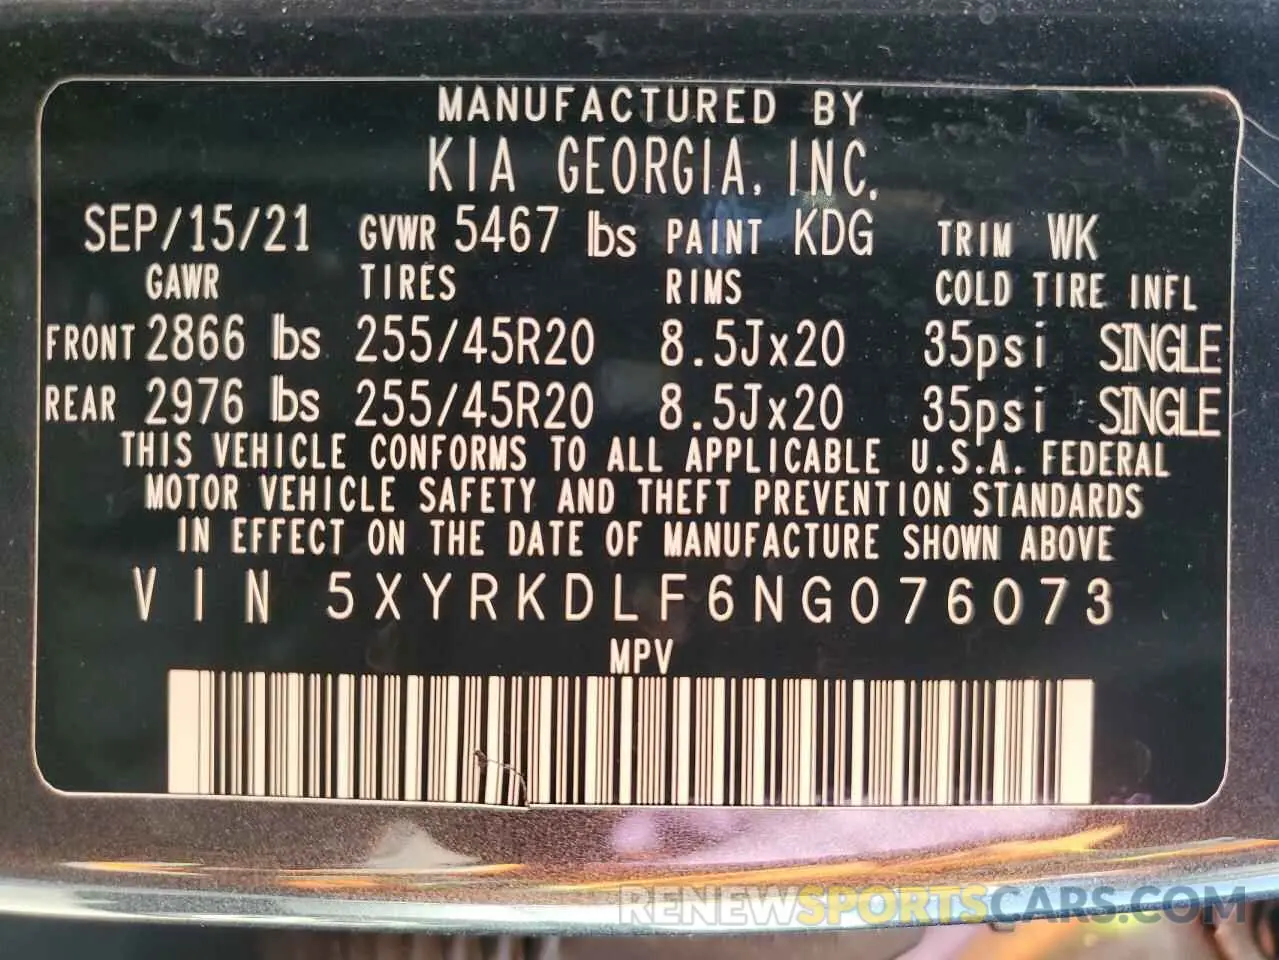 MANUFACTURED BY
KIA GEORGIA, INC.
SEP/15/21 GVWR 5467 lbs PAINT KDG TRIM WK
GAWR TIRES RIMS COLD TIRE INFL
FRONT 2866 lbs 255/45R20 8.5Jx20 35psi SINGLE
REAR 2976 lbs 255/45R20 8.5Jx20 35psi SINGLE
THIS VEHICLE CONFORMS TO ALL APPLICABLE U.S.A. FEDERAL
MOTOR VEHICLE SAFETY AND THEFT PREVENTION STANDARDS
IN EFFECT ON THE DATE OF MANUFACTURE SHOWN ABOVE
VIN 5XYRKDLF6NG076073
MPV
RENEWSPORTSCARS.COM